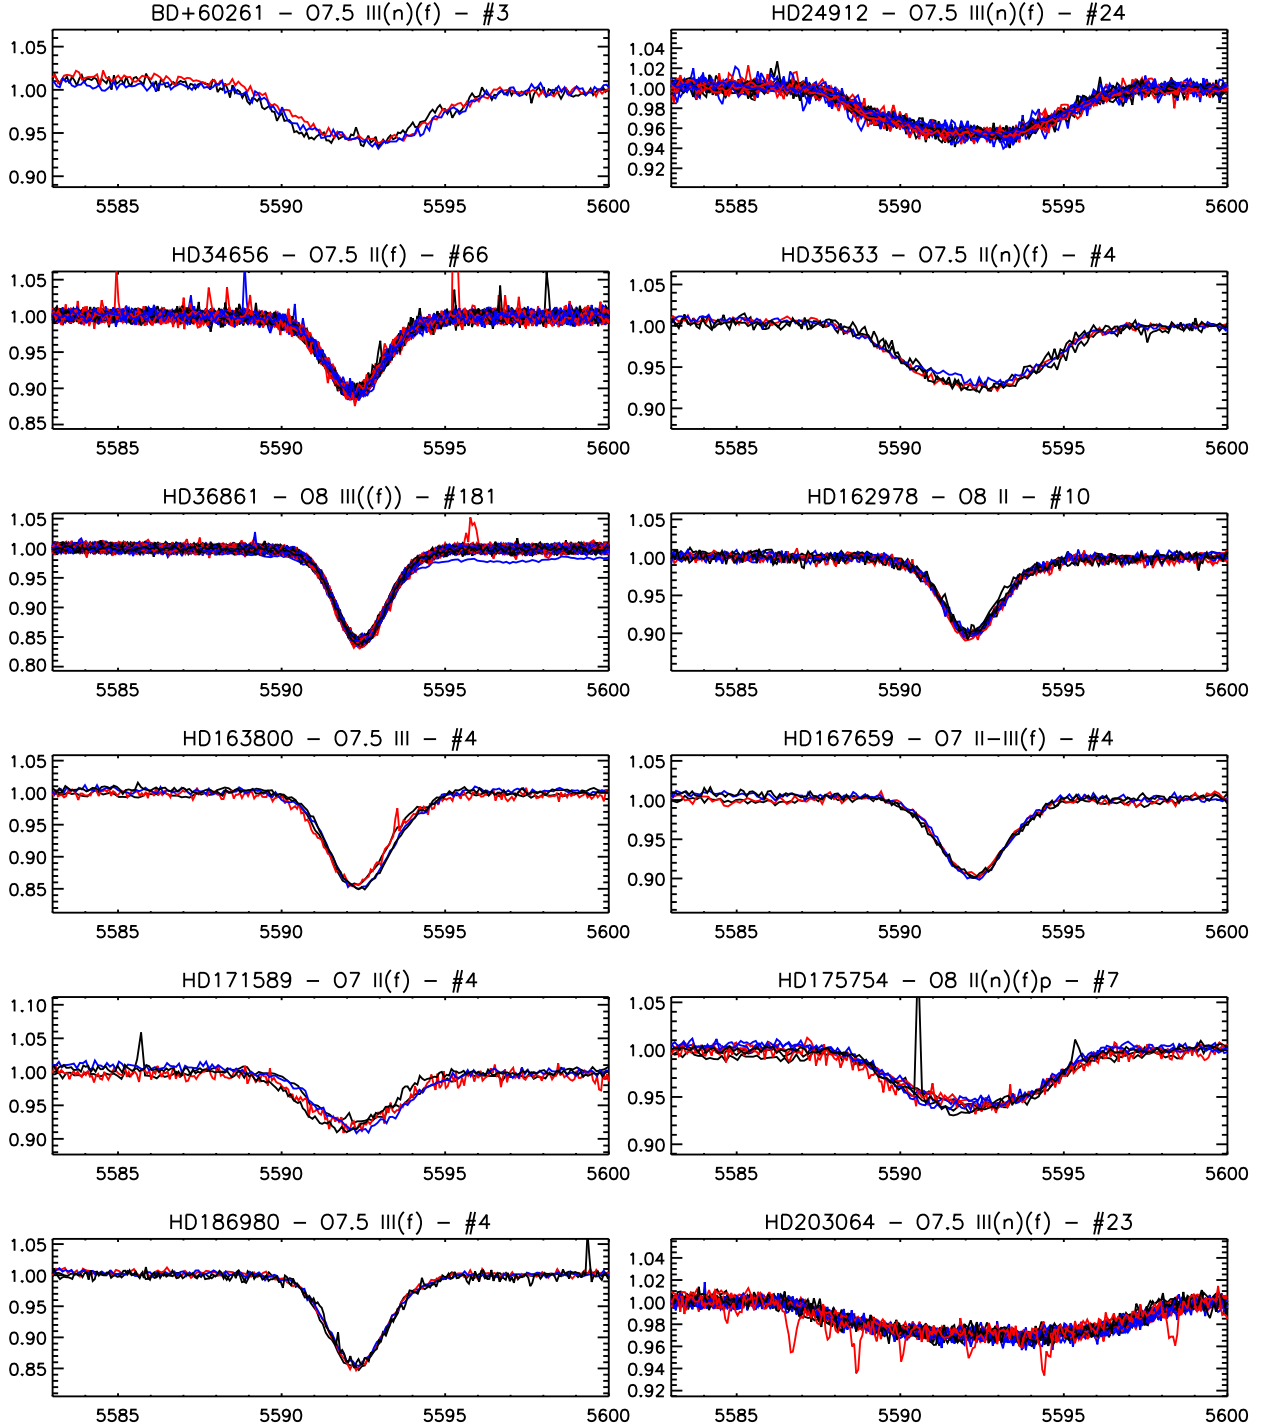 BD+60261 − O7.5 III(n)(f) − #3
HD24912 − O7.5 III(n)(f) − #24
1.05
1.00
0.95
0.90
5585 5590 5595 5600
1.04
1.02
1.00
0.98
0.96
0.94
0.92
5585 5590 5595 5600
HD34656 − O7.5 II(f) − #66
HD35633 − O7.5 II(n)(f) − #4
1.05
1.00
0.95
0.90
0.85
5585 5590 5595 5600
1.05
1.00
0.95
0.90
5585 5590 5595 5600
HD36861 − O8 III((f)) − #181
HD162978 − O8 II − #10
1.05
1.00
0.95
0.90
0.85
0.80
5585 5590 5595 5600
1.05
1.00
0.95
0.90
5585 5590 5595 5600
HD163800 − O7.5 III − #4
HD167659 − O7 II−III(f) − #4
1.05
1.00
0.95
0.90
0.85
5585 5590 5595 5600
1.05
1.00
0.95
0.90
5585 5590 5595 5600
HD171589 − O7 II(f) − #4
HD175754 − O8 II(n)(f)p − #7
1.10
1.05
1.00
0.95
0.90
5585 5590 5595 5600
1.05
1.00
0.95
0.90
5585 5590 5595 5600
HD186980 − O7.5 III(f) − #4
HD203064 − O7.5 III(n)(f) − #23
1.05
1.00
0.95
0.90
0.85
5585 5590 5595 5600
1.04
1.02
1.00
0.98
0.96
0.94
0.92
5585 5590 5595 5600